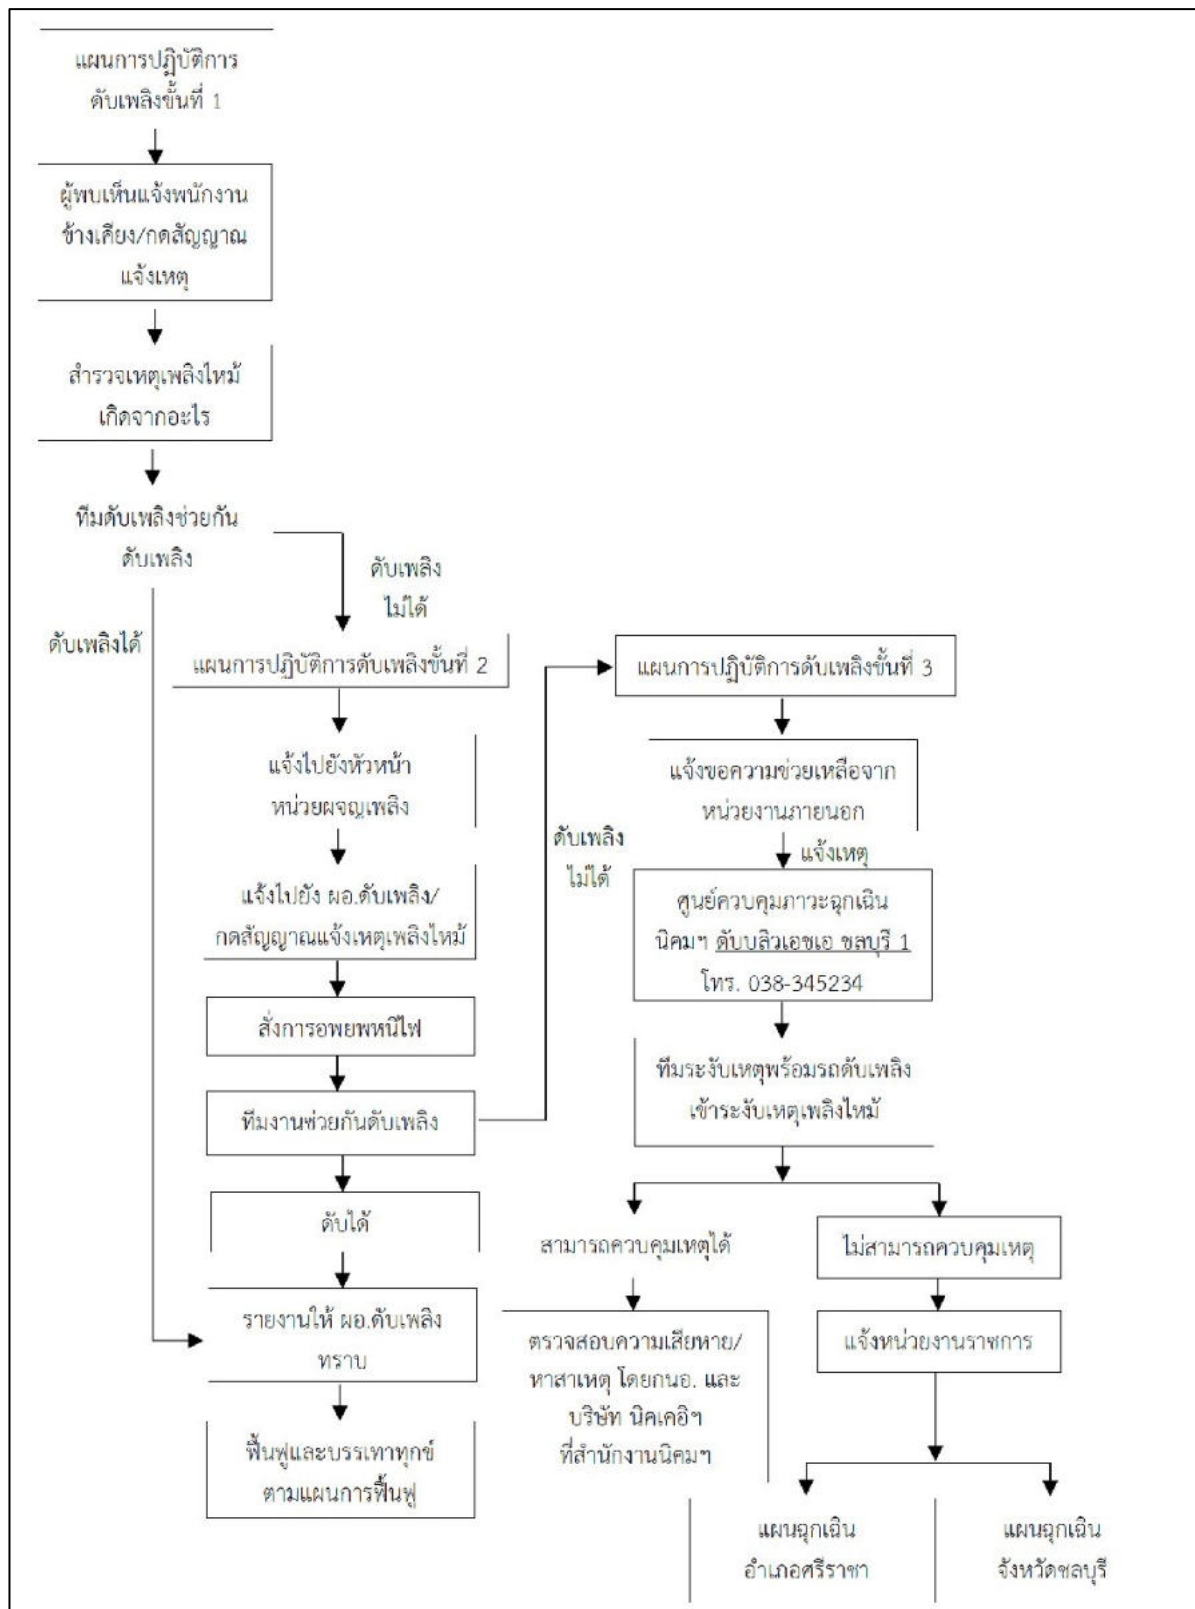 แผนการปฏิบัติการ
ดับเพลิงขั้นที่ 1
ผู้พบเห็นแจ้งพนักงาน
ข้างเคียง/กดสัญญาณ
แจ้งเหตุ
สำรวจเหตุเพลิงไหม้
เกิดจากอะไร
ทีมดับเพลิงช่วยกัน
ดับเพลิง
ดับเพลิง
ไม่ได้
ดับเพลิงได้
แผนการปฏิบัติการดับเพลิงขั้นที่ 2
แจ้งไปยังหัวหน้า
หน่วยผจญเพลิง
แจ้งไปยัง ผอ.ดับเพลิง/
กดสัญญาณแจ้งเหตุเพลิงไหม้
สั่งการอพยพหนีไฟ
ทีมงานช่วยกันดับเพลิง
ดับได้
รายงานให้ ผอ.ดับเพลิง
ทราบ
ฟื้นฟูและบรรเทาทุกข์
ตามแผนการฟื้นฟู
ดับเพลิง
ไม่ได้
แผนการปฏิบัติการดับเพลิงขั้นที่ 3
แจ้งขอความช่วยเหลือจาก
หน่วยงานภายนอก
แจ้งเหตุ
ศูนย์ควบคุมภาวะฉุกเฉิน
นิคมฯ ดับบลิวเอชเอ ชลบุรี 1
โทร. 038-345234
ทีมระงับเหตุพร้อมรถดับเพลิง
เข้าระงับเหตุเพลิงไหม้
สามารถควบคุมเหตุได้
ตรวจสอบความเสียหาย/
หาสาเหตุ โดยกนอ. และ
บริษัท นิคเคอิฯ
ที่สำนักงานนิคมฯ
ไม่สามารถควบคุมเหตุ
แจ้งหน่วยงานราชการ
แผนฉุกเฉิน
อำเภอศรีราชา
แผนฉุกเฉิน
จังหวัดชลบุรี